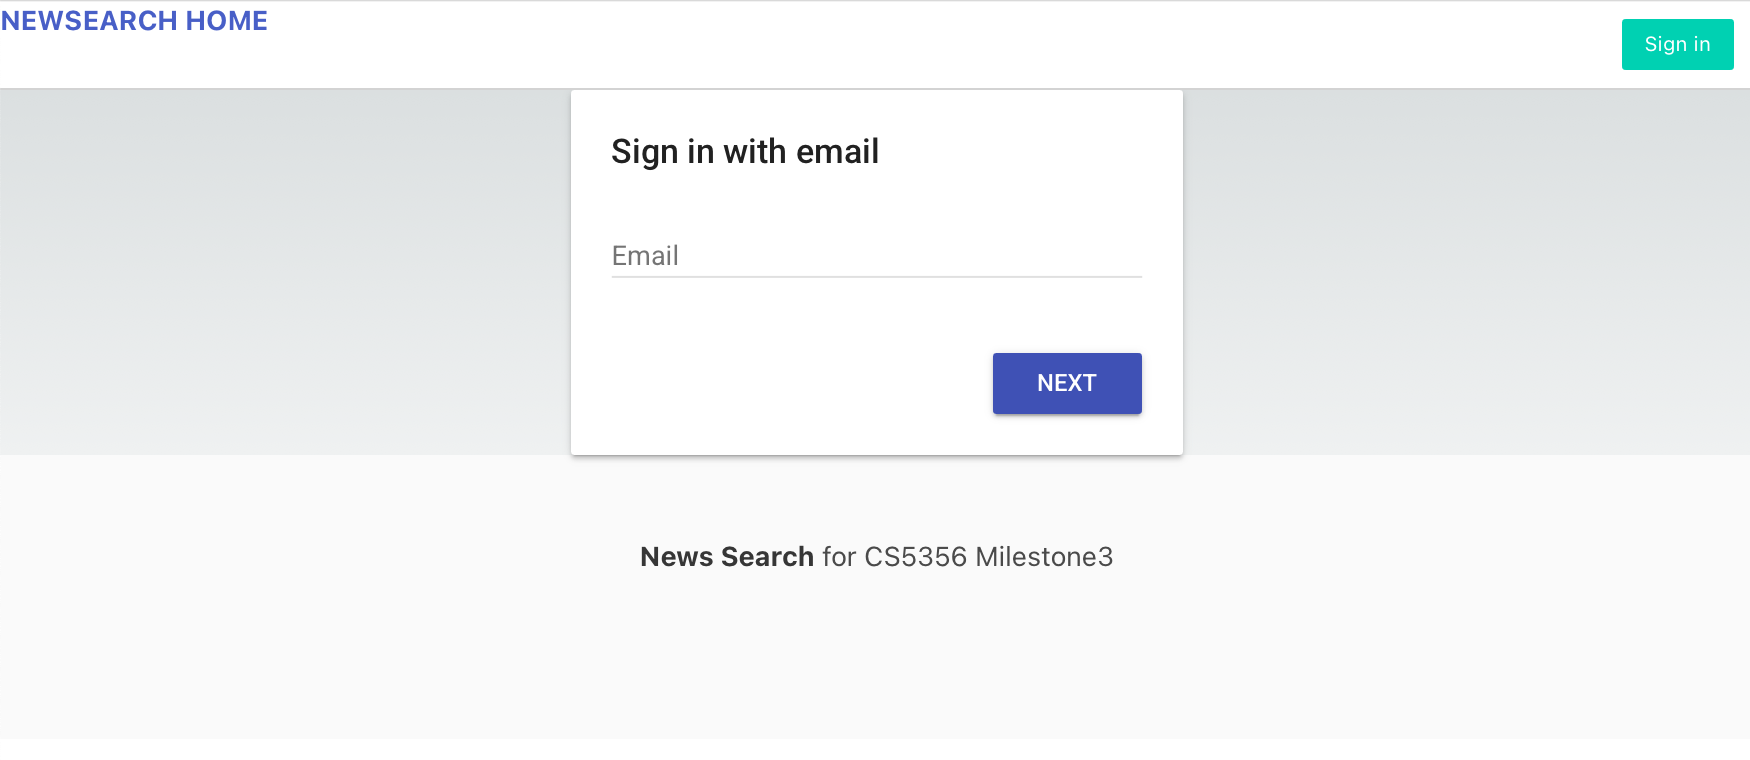 NEWSEARCH HOME
Sign in
Sign in with email
Email
NEXT
News Search for CS5356 Milestone3